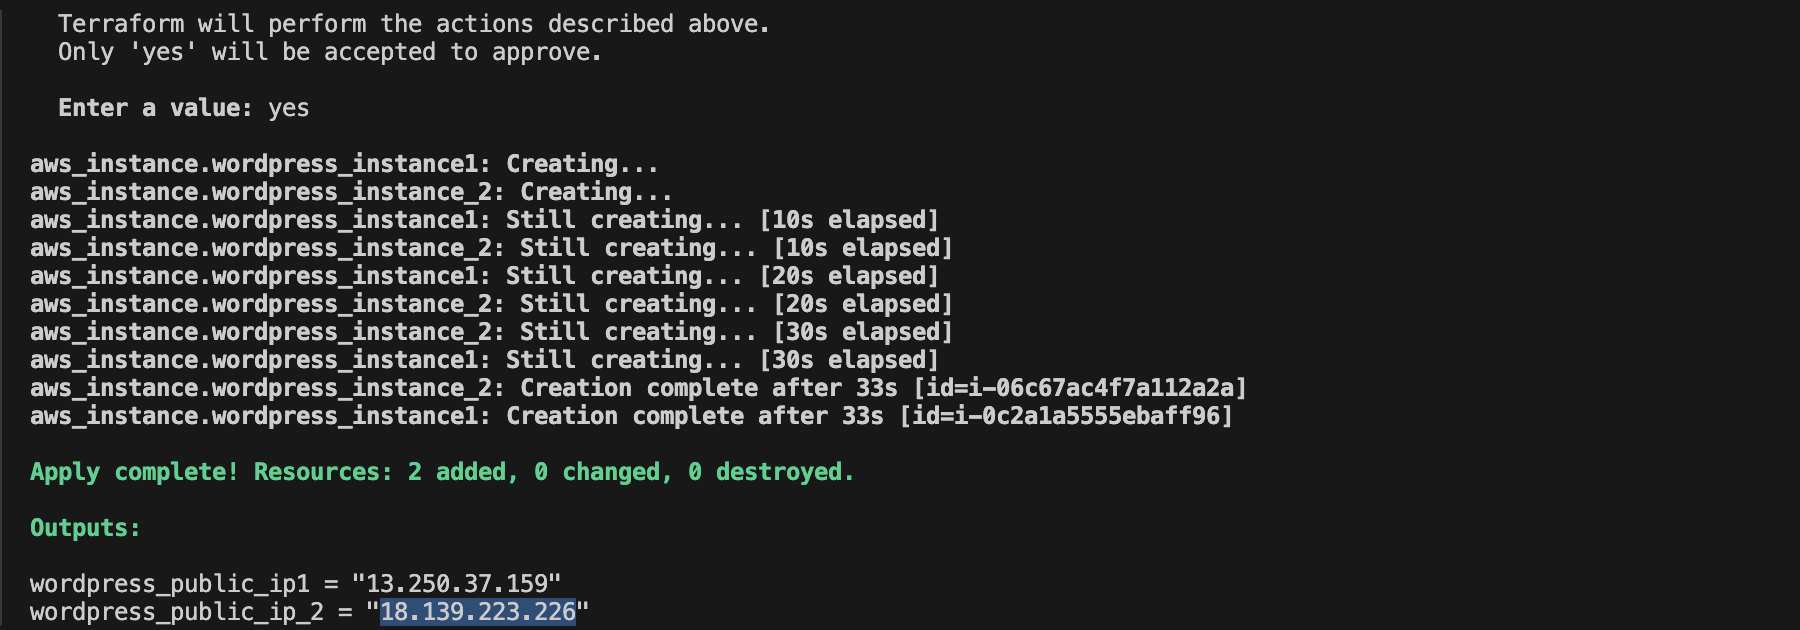 Terraform will perform the actions described above.
Only 'yes' will be accepted to approve.
Enter a value: yes
aws_instance.wordpress_instance1: Creating...
aws_instance.wordpress_instance_2: Creating...
aws_instance.wordpress_instance1: Still creating... [10s elapsed]
aws_instance.wordpress_instance_2: Still creating... [10s elapsed]
aws_instance.wordpress_instance1: Still creating... [20s elapsed]
aws_instance.wordpress_instance_2: Still creating... [20s elapsed]
aws_instance.wordpress_instance_2: Still creating... [30s elapsed]
aws_instance.wordpress_instance1: Still creating... [30s elapsed]
aws_instance.wordpress_instance_2: Creation complete after 33s [id=i-06c67ac4f7a112a2a]
aws_instance.wordpress_instance1: Creation complete after 33s [id=i-0c2a1a5555ebaff96]
Apply complete! Resources: 2 added, 0 changed, 0 destroyed.
Outputs:
wordpress_public_ip1 = "13.250.37.159"
wordpress_public_ip_2 = "18.139.223.226"